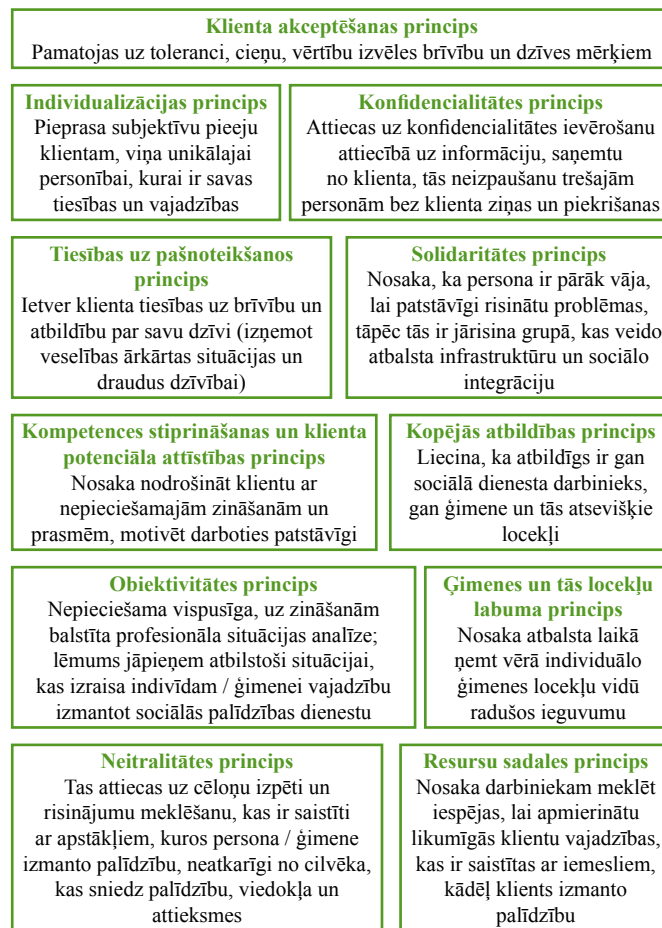 Klienta akceptēšanas princips
Pamatojas uz toleranci, cieņu, vērtību izvēles brīvību un dzīves mērķiem
Individualizācijas princips
Pieprasa subjektīvu pieeju
klientam, viņa unikālajai
personībai, kurai ir savas
tiesības un vajadzības
Konfidencialitātes princips
Attiecas uz konfidencialitātes ievērošanu
attiecībā uz informāciju, saņemtu
no klienta, tās neizpaušanu trešajām
personām bez klienta ziņas un piekrišanas
Tiesības uz pašnoteikšanos
princips
Ietver klienta tiesības uz brīvību un
atbildību par savu dzīvi (izņemot
veselības ārkārtas situācijas un
draudus dzīvībai)
Solidaritātes princips
Nosaka, ka persona ir pārāk vāja,
lai patstāvīgi risinātu problēmas,
tāpēc tās ir jārisina grupā, kas veido
atbalsta infrastruktūru un sociālo
integrāciju
Kompetences stiprināšanas un klienta
potenciāla attīstības princips
Nosaka nodrošināt klientu ar
nepieciešamajām zināšanām un
prasmēm, motivēt darboties patstāvīgi
Kopējās atbildības princips
Liecina, ka atbildīgs ir gan
sociālā dienesta darbinieks,
gan ģimene un tās atsevišķie
locekļi
Obiektivitātes princips
Nepieciešama vispusīga, uz zināšanām
balstīta profesionāla situācijas analīze;
lēmums jāpieņem atbilstoši situācijai,
kas izraisa indivīdam / ģimenei vajadzību
izmantot sociālās palīdzības dienestu
Ģimenes un tās locekļu
labuma princips
Nosaka atbalsta laikā
ņemt vērā individuālo
ģimenes locekļu vidū
radušos ieguvumu
Neitralitātes princips
Tas attiecas uz cēloņu izpēti un
risinājumu meklēšanu, kas ir saistīti
ar apstākļiem, kuros persona / ģimene
izmanto palīdzību, neatkarīgi no cilvēka,
kas sniedz palīdzību, viedokļa un
attieksmes
Resursu sadales princips
Nosaka darbiniekam meklēt
iespējas, lai apmierinātu
likumīgās klientu vajadzības,
kas ir saistītas ar iemesliem,
kādēļ klients izmanto
palīdzību